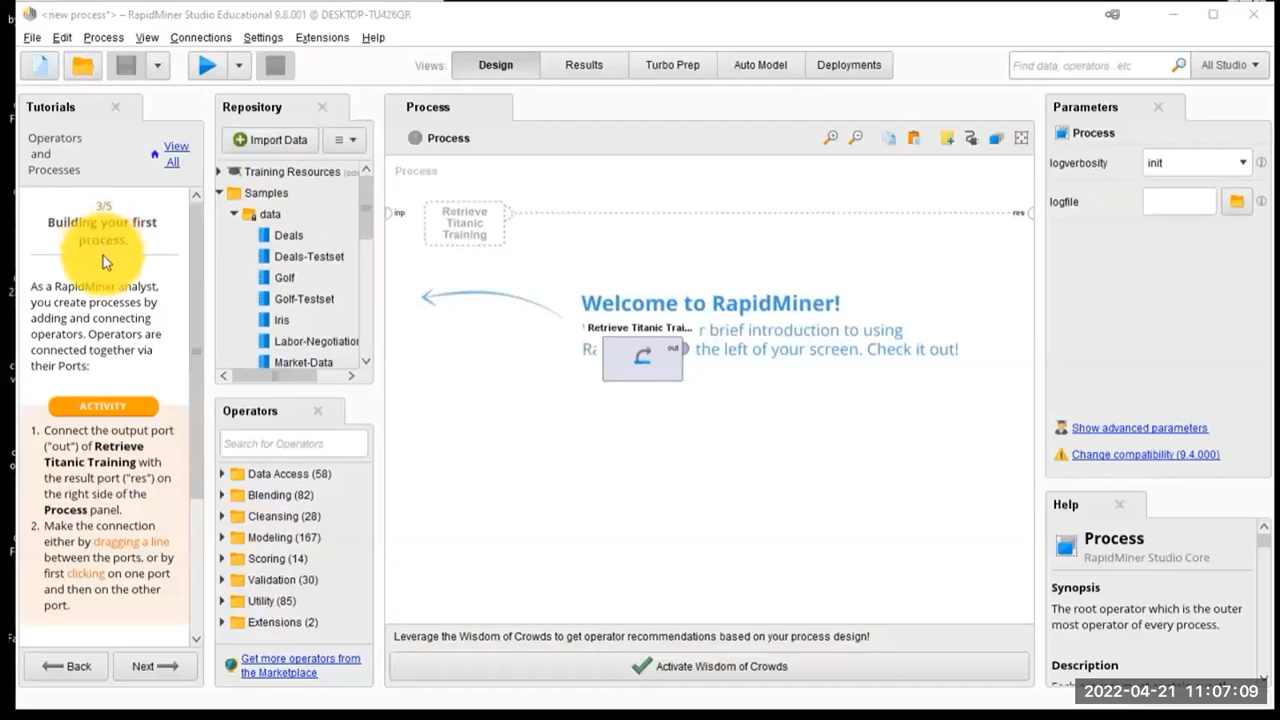 <new process*> – RapidMiner Studio Educational 9.8.001 @ DESKTOP-TU426QR
File Edit Process View Connections Settings Extensions Help
Views: Design Results Turbo Prep Auto Model Deployments
Find data, operators ..etc
All Studio
Tutorials
Operators
and
Processes
View
All
3/5
Building your first
process.
As a RapidMiner analyst,
you create processes by
adding and connecting
operators. Operators are
connected together via
their Ports:
ACTIVITY
1. Connect the output port
("out") of Retrieve
Titanic Training with
the result port ("res") on
the right side of the
Process panel.
2. Make the connection
either by dragging a line
between the ports, or by
first clicking on one port
and then on the other
port.
Back
Next
Repository
Import Data
Training Resources
Samples
data
Deals
Deals-Testset
Golf
Golf-Testset
Iris
Labor-Negotiation
Market-Data
Operators
Search for Operators
Data Access (58)
Blending (82)
Cleansing (28)
Modeling (167)
Scoring (14)
Validation (30)
Utility (85)
Extensions (2)
Get more operators from
the Marketplace
Process
Process
Process
inp
Retrieve
Titanic
Training
res
Welcome to RapidMiner!
Retrieve Titanic Trai...
r brief introduction to using
out
the left of your screen. Check it out!
Leverage the Wisdom of Crowds to get operator recommendations based on your process design!
Activate Wisdom of Crowds
Parameters
Process
logverbosity
init
logfile
Show advanced parameters
Change compatibility (9.4.000)
Help
Process
RapidMiner Studio Core
Synopsis
The root operator which is the outer
most operator of every process.
Description
2022-04-21 11:07:09